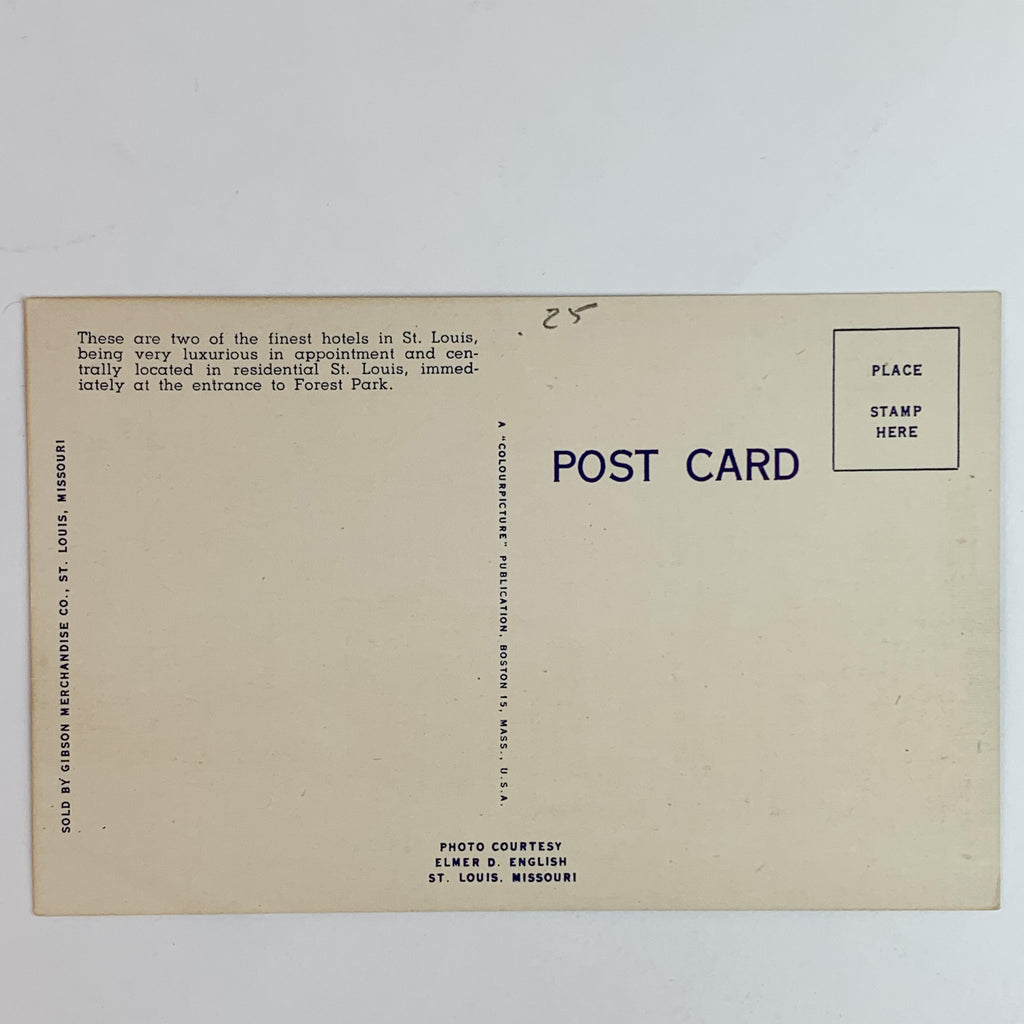 These are two of the finest hotels in St. Louis,
being very luxurious in appointment and cen-
trally located in residential St. Louis, immed-
iately at the entrance to Forest Park.
SOLD BY GIBSON MERCHANDISE CO., ST. LOUIS, MISSOURI
A "COLOURPICTURE" PUBLICATION, BOSTON 15, MASS., U.S.A.
25
POST CARD
PLACE
STAMP
HERE
PHOTO COURTESY
ELMER D. ENGLISH
ST. LOUIS, MISSOURI